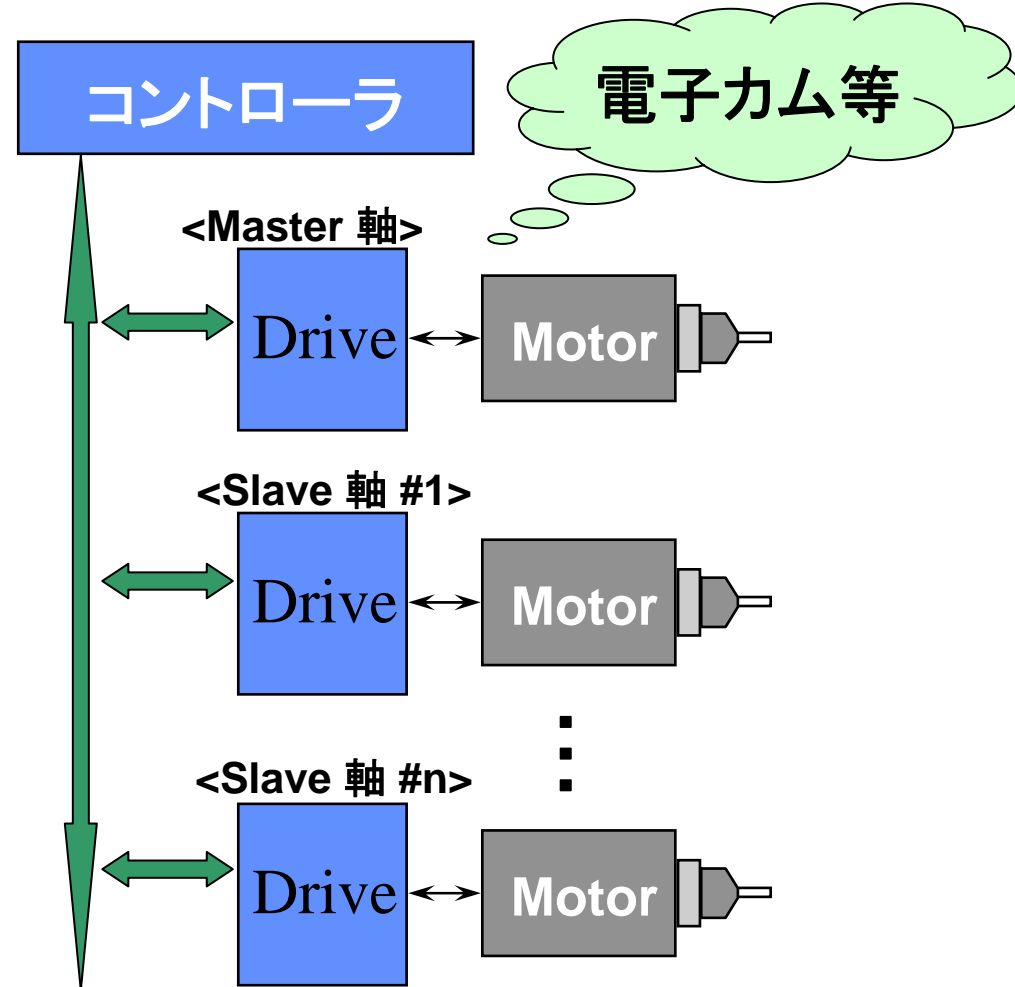 コントローラ
電子カム等
<Master 軸>
Drive
Motor
<Slave 軸 #1>
Drive
Motor
<Slave 軸 #n>
Drive
Motor